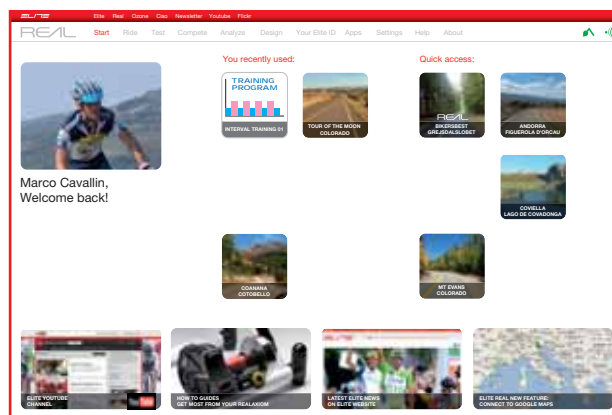 ELITE
Elite Real Ozone Ciao Newsletter Youtube Flickr
REAL
Start Ride Test Compete Analyze Design Your Elite ID Apps Settings Help About
You recently used:
Quick access:
TRAINING
PROGRAM
INTERVAL TRAINING 01
TOUR OF THE MOON
COLORADO
REAL
BIKERSBEST
GREJSDALSLOBET
ANDORRA
FIGUEROLA D'ORCAU
Marco Cavallin,
Welcome back!
COVIELLA
LAGO DE COVADONGA
COANANA
COTOBELLO
MT EVANS
COLORADO
ELITE YOUTUBE
CHANNEL
HOW TO GUIDES
GET MOST FROM YOUR REALAXIOM
LATEST ELITE NEWS
ON ELITE WEBSITE
ELITE REAL NEW FEATURE:
CONNECT TO GOOGLE MAPS